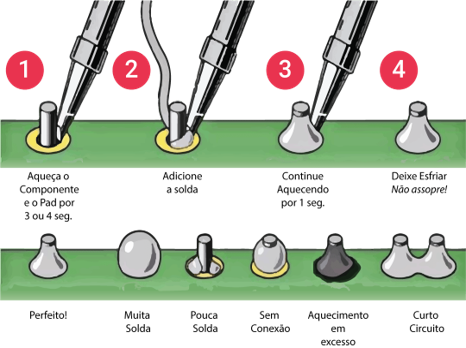 1
2
3
4
Aqueça o
Componente
e o Pad por
3 ou 4 seg.
Adicione
a solda
Continue
Aquecendo
por 1 seg.
Deixe Esfriar
Não assopre!
Perfeito!
Muita
Solda
Pouca
Solda
Sem
Conexão
Aquecimento
em
excesso
Curto
Circuito